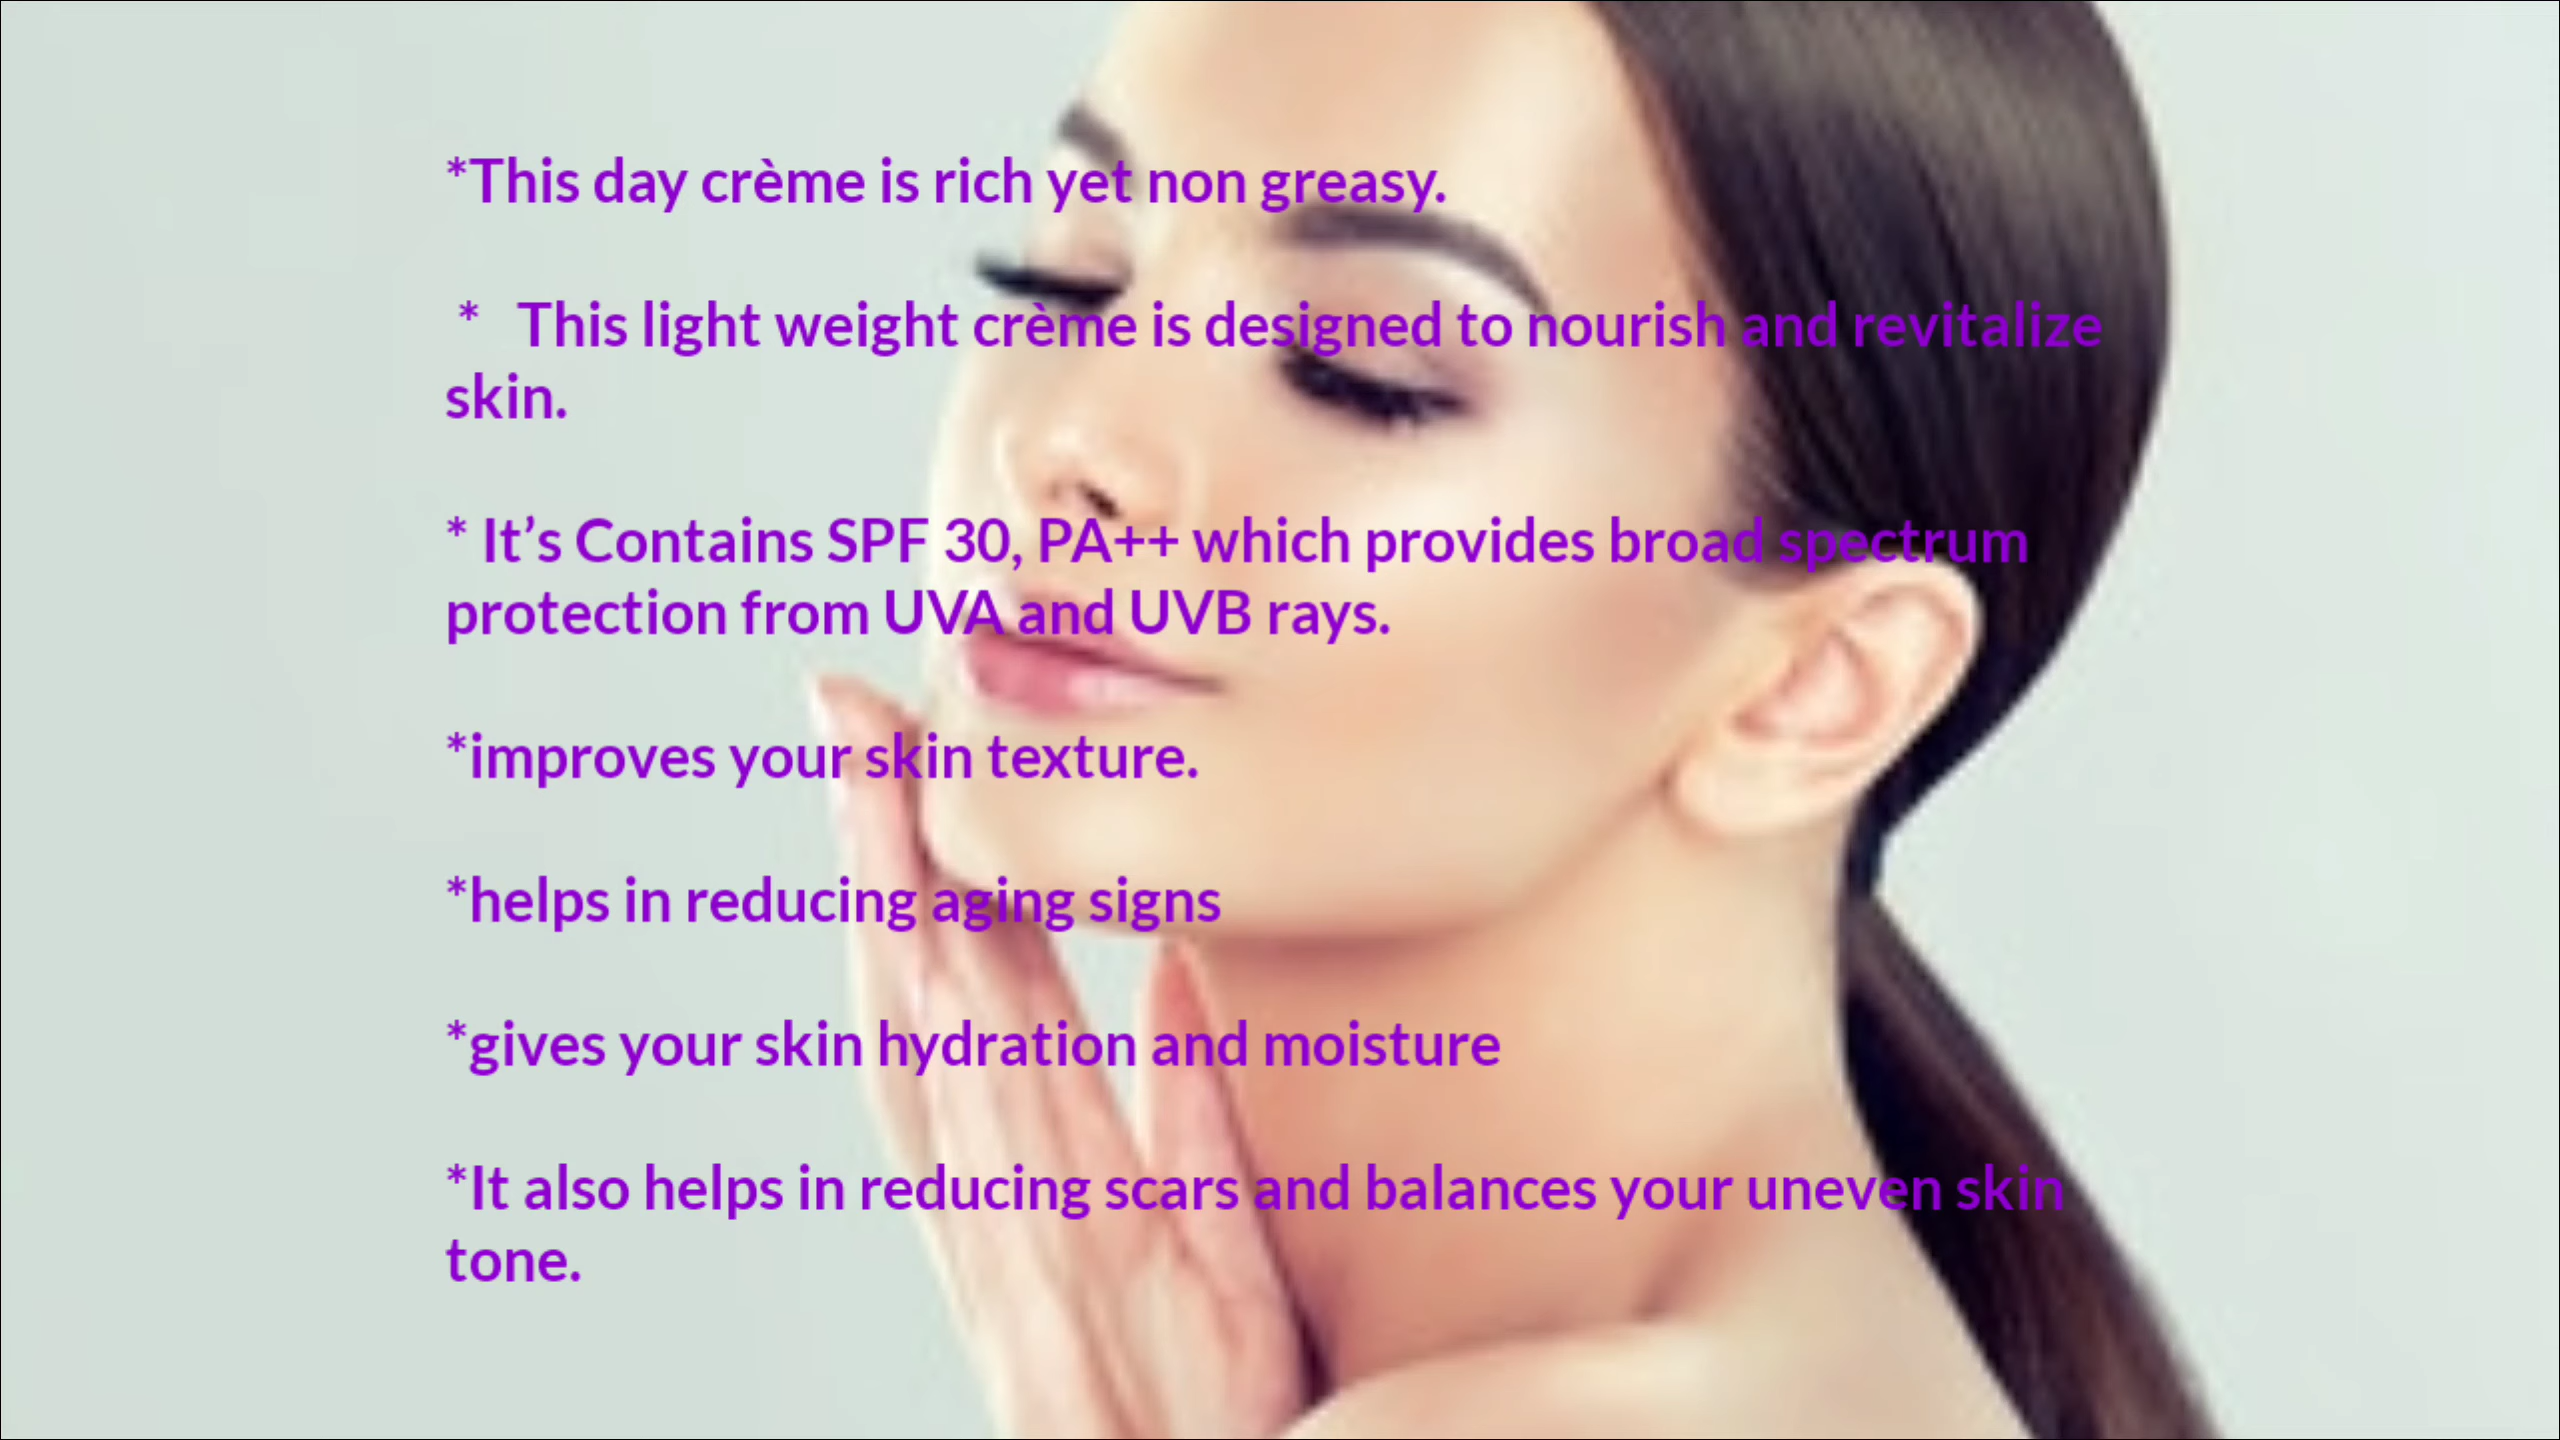 *This day crème is rich yet non greasy.
* This light weight crème is designed to nourish and revitalize
skin.
* It’s Contains SPF 30, PA++ which provides broad spectrum
protection from UVA and UVB rays.
*improves your skin texture.
*helps in reducing aging signs
*gives your skin hydration and moisture
*It also helps in reducing scars and balances your uneven skin
tone.